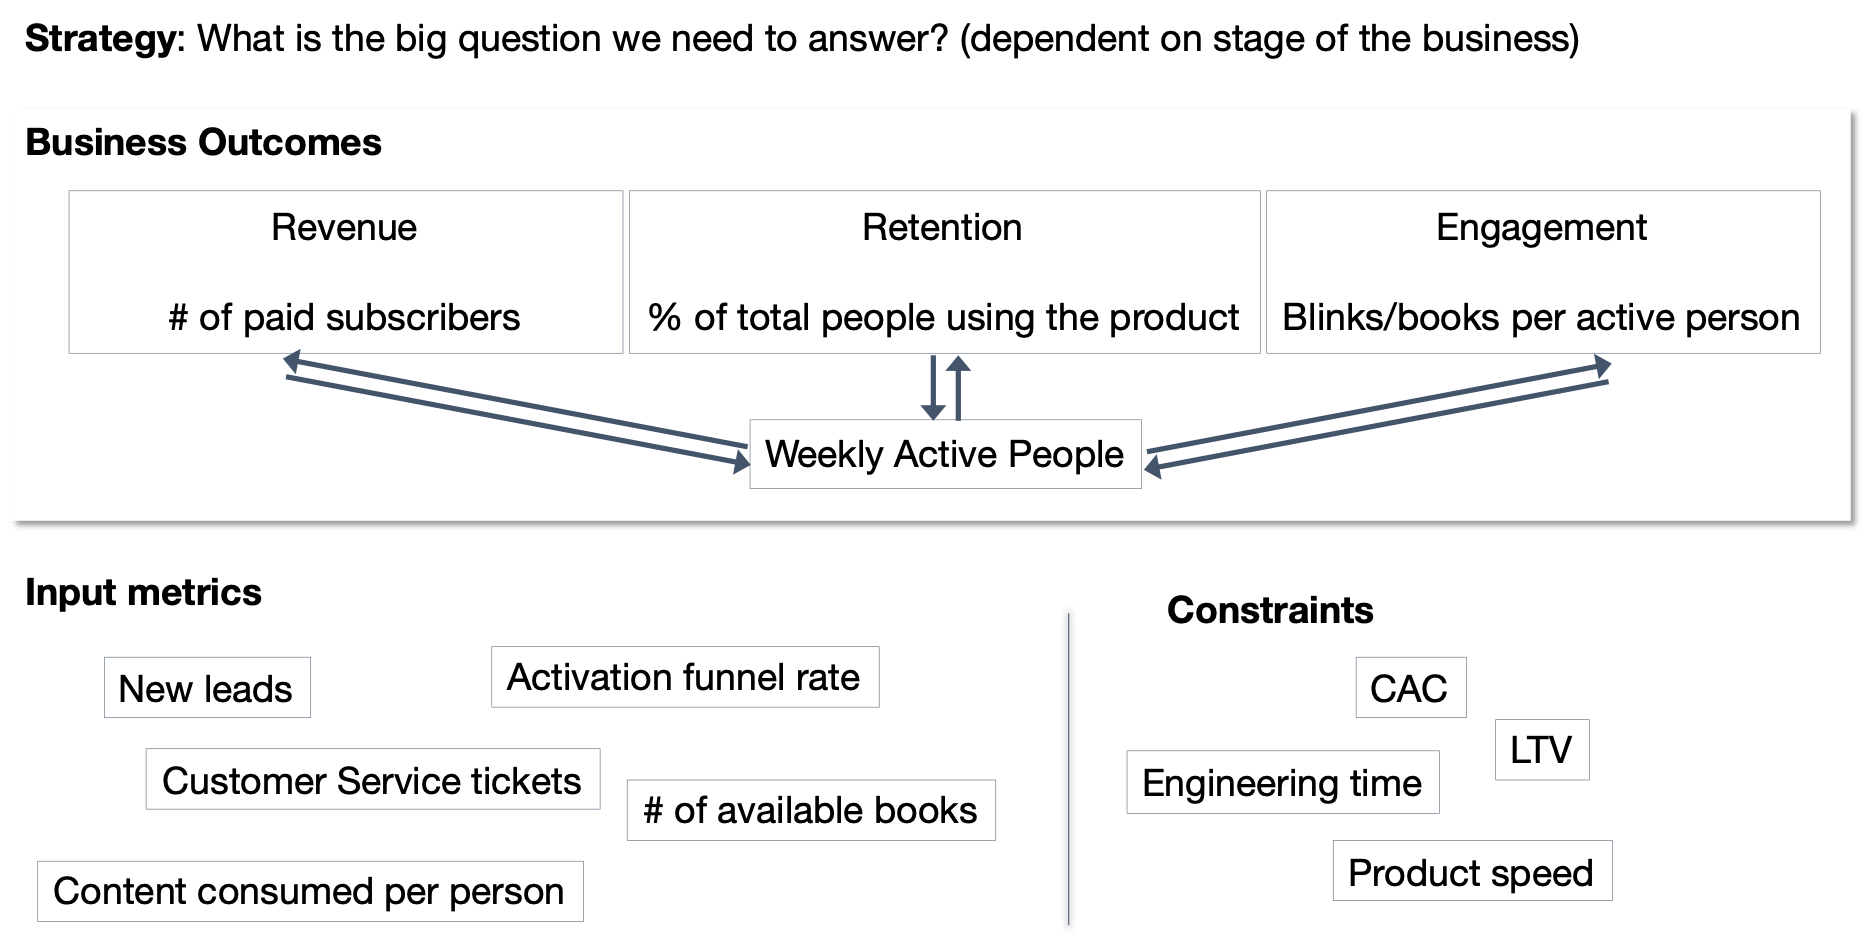 Strategy: What is the big question we need to answer? (dependent on stage of the business)
Business Outcomes
Revenue
# of paid subscribers
Retention
% of total people using the product
Engagement
Blinks/books per active person
Weekly Active People
Input metrics
New leads
Activation funnel rate
Customer Service tickets
# of available books
Content consumed per person
Constraints
CAC
LTV
Engineering time
Product speed